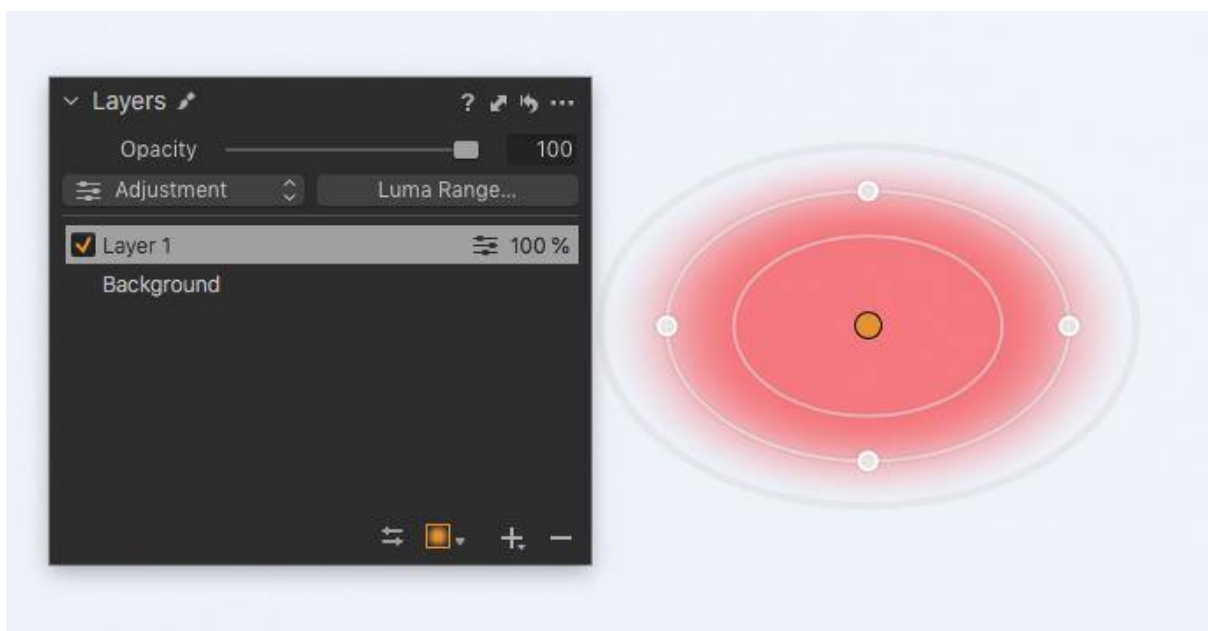 Layers ?
Opacity 100
Adjustment Luma Range...
Layer 1 100 %
Background